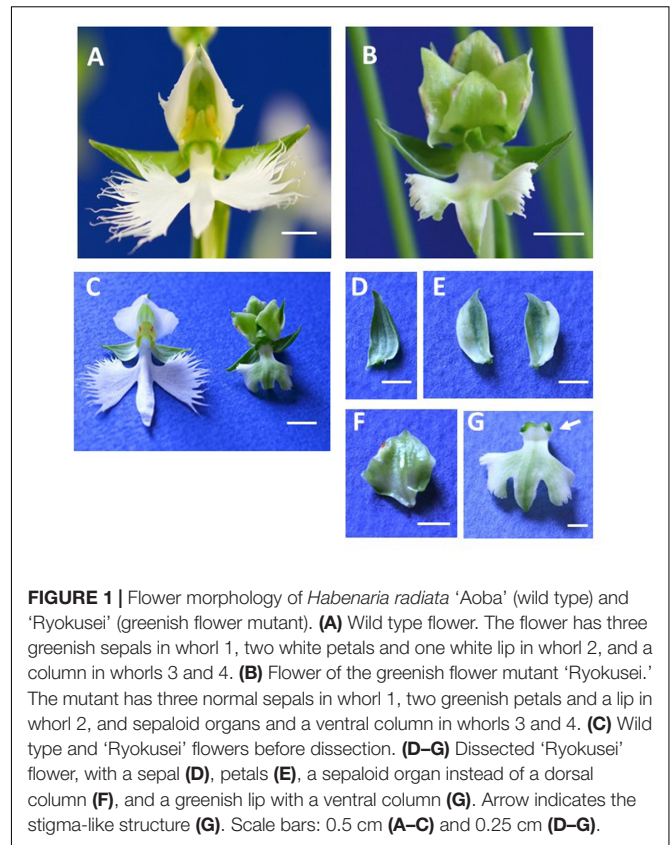 A
B
C
D
E
F
G
FIGURE 1 | Flower morphology of Habenaria radiata ‘Aoba’ (wild type) and
‘Ryokusei’ (greenish flower mutant). (A) Wild type flower. The flower has three
greenish sepals in whorl 1, two white petals and one white lip in whorl 2, and a
column in whorls 3 and 4. (B) Flower of the greenish flower mutant ‘Ryokusei.’
The mutant has three normal sepals in whorl 1, two greenish petals and a lip in
whorl 2, and sepaloid organs and a ventral column in whorls 3 and 4. (C) Wild
type and ‘Ryokusei’ flowers before dissection. (D–G) Dissected ‘Ryokusei’
flower, with a sepal (D), petals (E), a sepaloid organ instead of a dorsal
column (F), and a greenish lip with a ventral column (G). Arrow indicates the
stigma-like structure (G). Scale bars: 0.5 cm (A–C) and 0.25 cm (D–G).